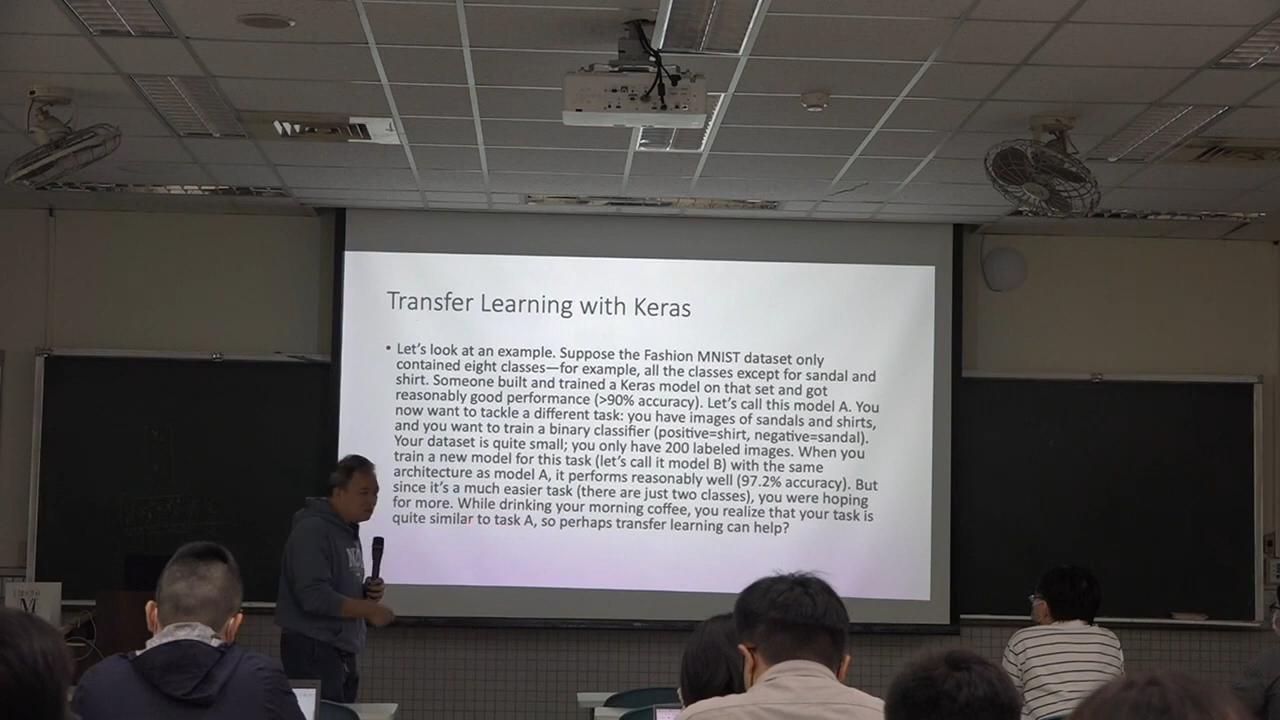 Transfer Learning with Keras
• Let's look at an example. Suppose the Fashion MNIST dataset only
contained eight classes—for example, all the classes except for sandal and
shirt. Someone built and trained a Keras model on that set and got
reasonably good performance (>90% accuracy). Let's call this model A. You
now want to tackle a different task: you have images of sandals and shirts,
and you want to train a binary classifier (positive=shirt, negative=sandal).
Your dataset is quite small; you only have 200 labeled images. When you
train a new model for this task (let's call it model B) with the same
architecture as model A, it performs reasonably well (97.2% accuracy). But
since it's a much easier task (there are just two classes), you were hoping
for more. While drinking your morning coffee, you realize that your task is
quite similar to task A, so perhaps transfer learning can help?